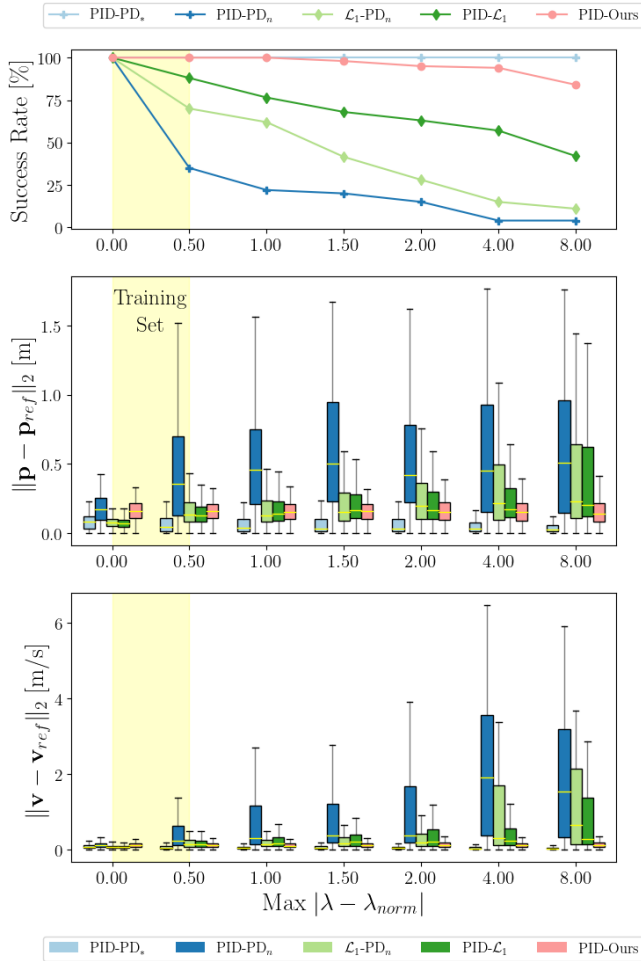 PID-PD* PID-PDn L1-PDn PID-L1 PID-Ours
Success Rate [%]
100
75
50
25
0
0.00 0.50 1.00 1.50 2.00 4.00 8.00
Training
Set
‖p − p_ref‖₂ [m]
1.5
1.0
0.5
0.0
0.00 0.50 1.00 1.50 2.00 4.00 8.00
‖v − v_ref‖₂ [m/s]
6
4
2
0
0.00 0.50 1.00 1.50 2.00 4.00 8.00
Max |λ − λ_norm|
PID-PD* PID-PDn L1-PDn PID-L1 PID-Ours